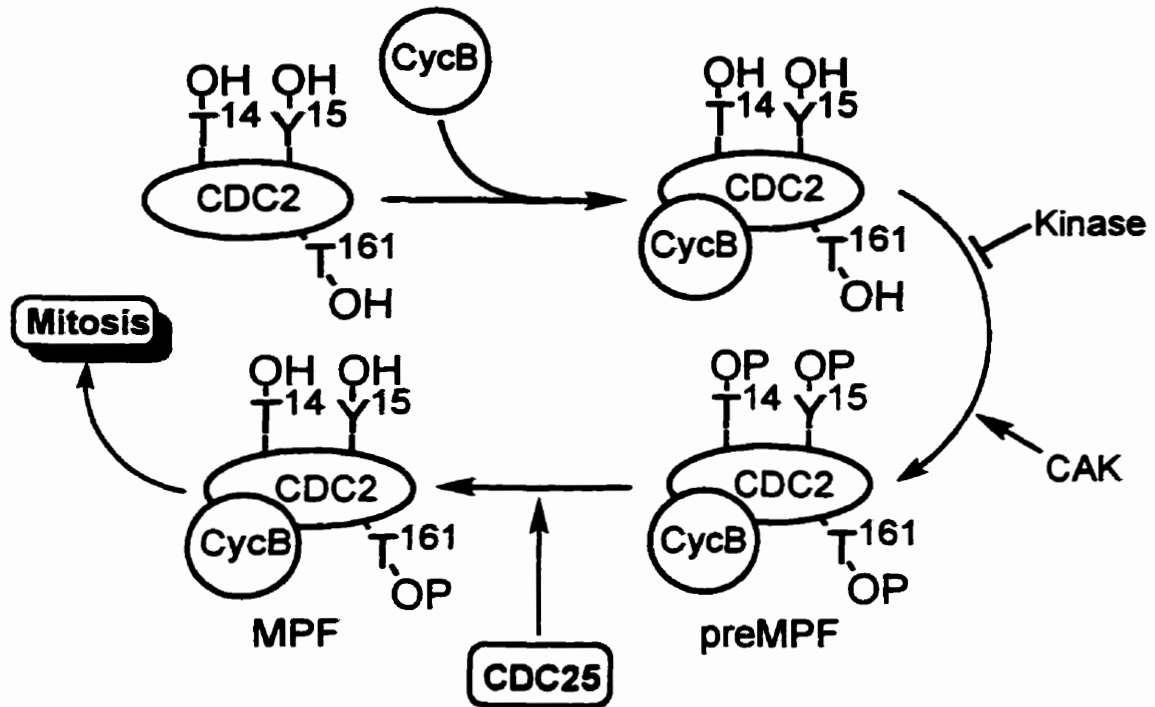 CycB
OH OH
T14 Y15
CDC2
T161
OH
OH OH
T14 Y15
CDC2
CycB
T161
OH
Kinase
Mitosis
OH OH
T14 Y15
CDC2
CycB
T161
OP
MPF
OP OP
T14 Y15
CDC2
CycB
T161
OP
preMPF
CAK
CDC25